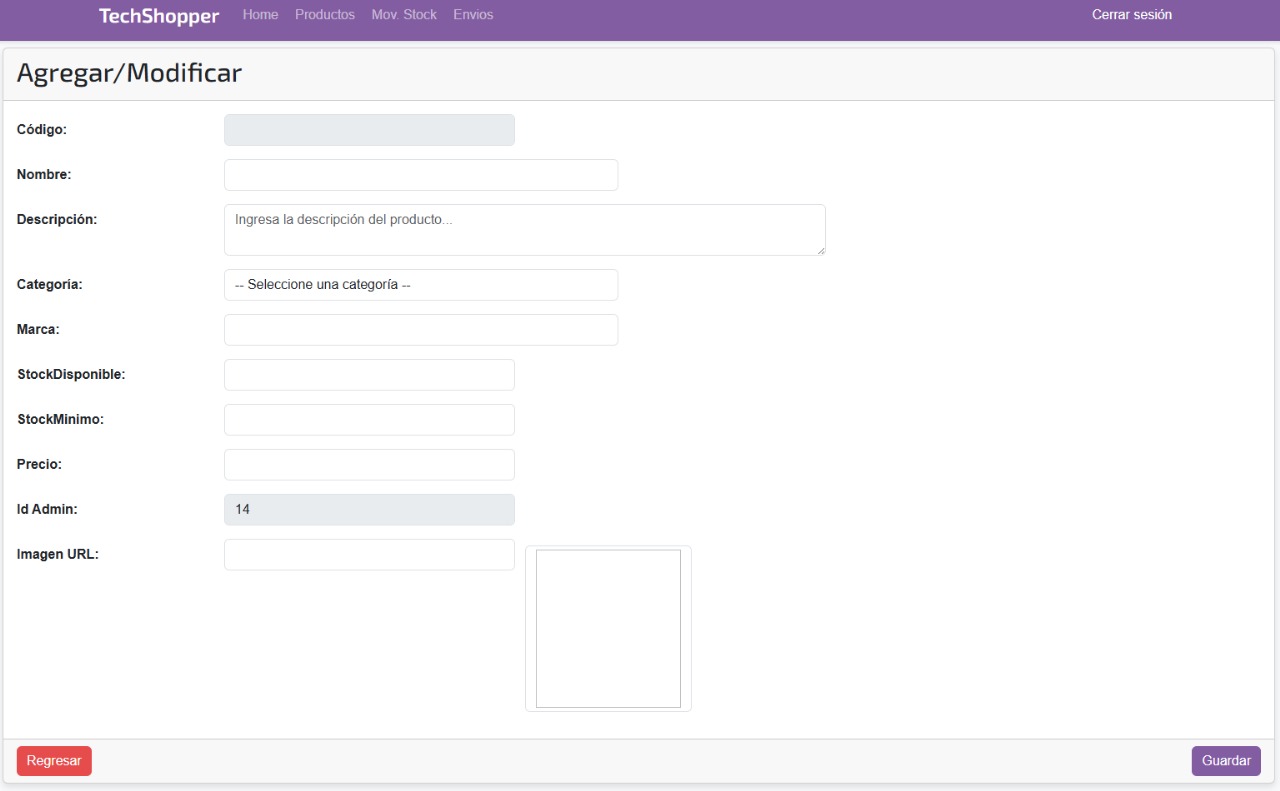 TechShopper Home Productos Mov. Stock Envios Cerrar sesión
Agregar/Modificar
Código:
Nombre:
Descripción: Ingresa la descripción del producto...
Categoría: -- Seleccione una categoría --
Marca:
StockDisponible:
StockMinimo:
Precio:
Id Admin: 14
Imagen URL:
Regresar Guardar